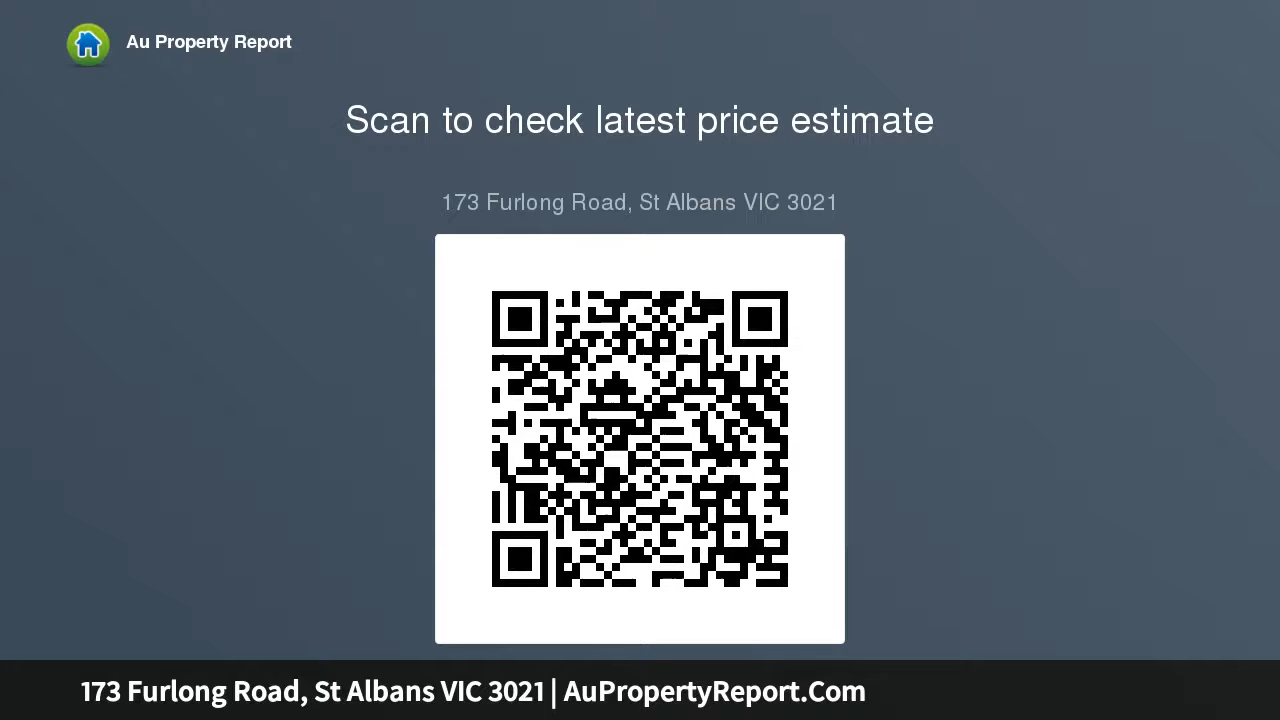 Au Property Report
Scan to check latest price estimate
173 Furlong Road, St Albans VIC 3021
173 Furlong Road, St Albans VIC 3021 | AuPropertyReport.Com